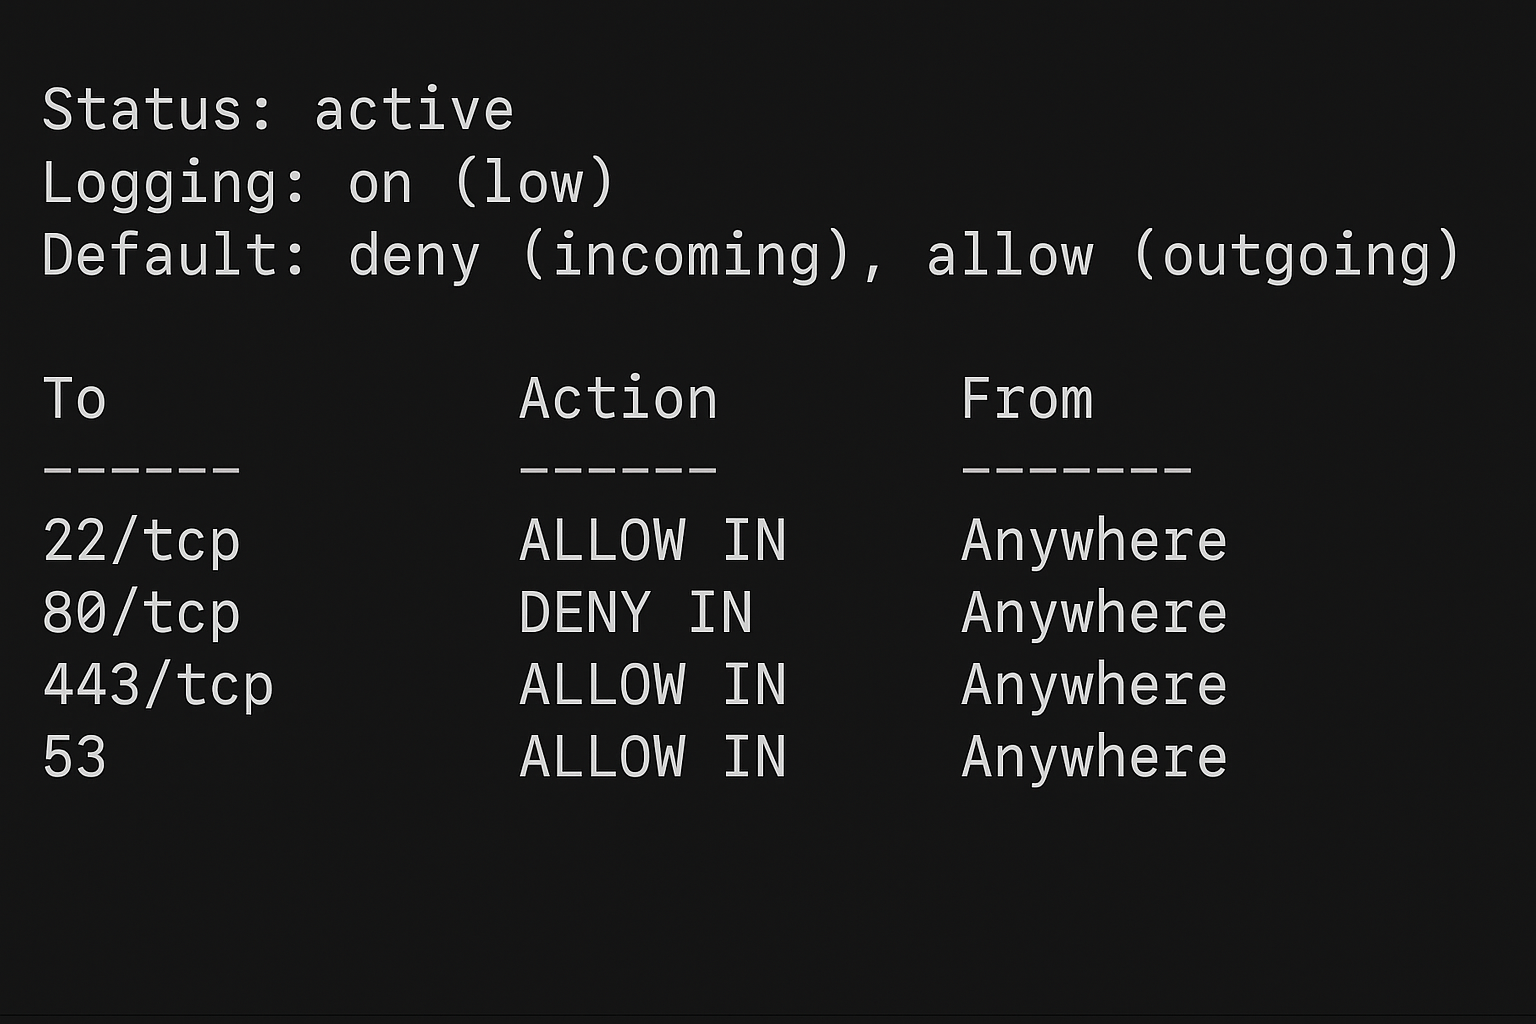 Status: active
Logging: on (low)
Default: deny (incoming), allow (outgoing)
To Action From
------ ------ -------
22/tcp ALLOW IN Anywhere
80/tcp DENY IN Anywhere
443/tcp ALLOW IN Anywhere
53 ALLOW IN Anywhere